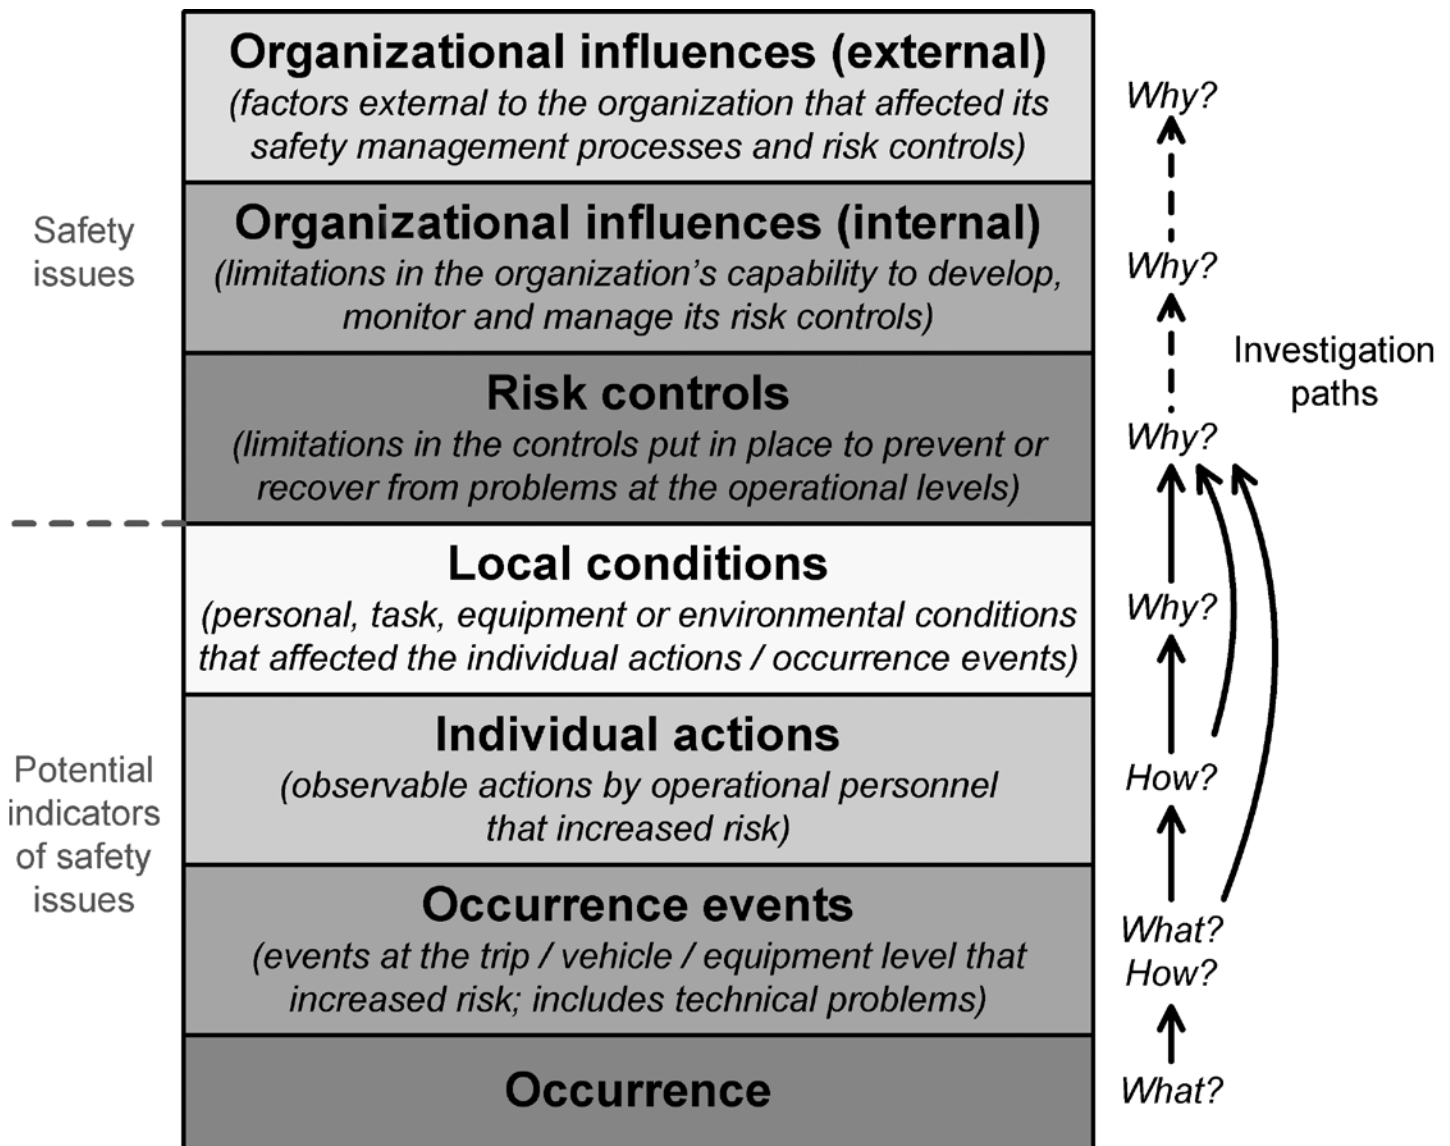 Organizational influences (external)
(factors external to the organization that affected its
safety management processes and risk controls)
Organizational influences (internal)
(limitations in the organization's capability to develop,
monitor and manage its risk controls)
Risk controls
(limitations in the controls put in place to prevent or
recover from problems at the operational levels)
Local conditions
(personal, task, equipment or environmental conditions
that affected the individual actions / occurrence events)
Individual actions
(observable actions by operational personnel
that increased risk)
Occurrence events
(events at the trip / vehicle / equipment level that
increased risk; includes technical problems)
Occurrence
Safety
issues
Potential
indicators
of safety
issues
Why?
Why?
Why?
Why?
How?
What?
How?
What?
Investigation
paths